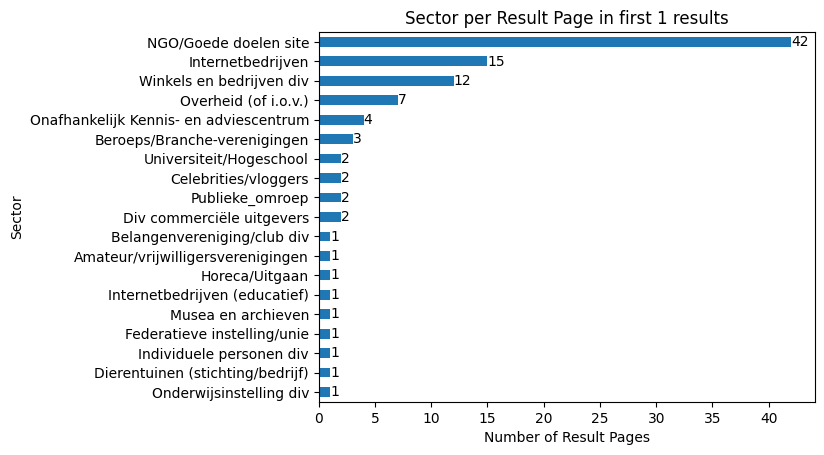 Sector per Result Page in first 1 results
NGO/Goede doelen site 42
Internetbedrijven 15
Winkels en bedrijven div 12
Overheid (of i.o.v.) 7
Onafhankelijk Kennis- en adviescentrum 4
Beroeps/Branche-verenigingen 3
Universiteit/Hogeschool 2
Celebrities/vloggers 2
Publieke_omroep 2
Div commerciële uitgevers 2
Belangenvereniging/club div 1
Amateur/vrijwilligersverenigingen 1
Horeca/Uitgaan 1
Internetbedrijven (educatief) 1
Musea en archieven 1
Federatieve instelling/unie 1
Individuele personen div 1
Dierentuinen (stichting/bedrijf) 1
Onderwijsinstelling div 1
Sector
0 5 10 15 20 25 30 35 40
Number of Result Pages